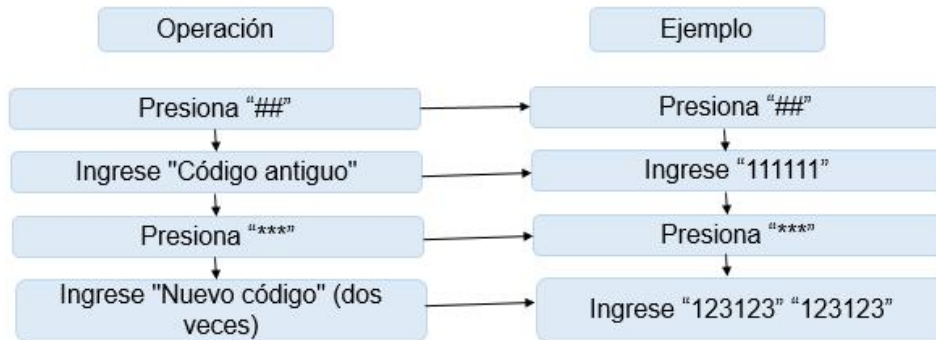 Operación
Ejemplo
Presiona “##”
Presiona “##”
Ingrese "Código antiguo"
Ingrese “111111”
Presiona “***”
Presiona “***”
Ingrese "Nuevo código" (dos
veces)
Ingrese “123123” “123123”